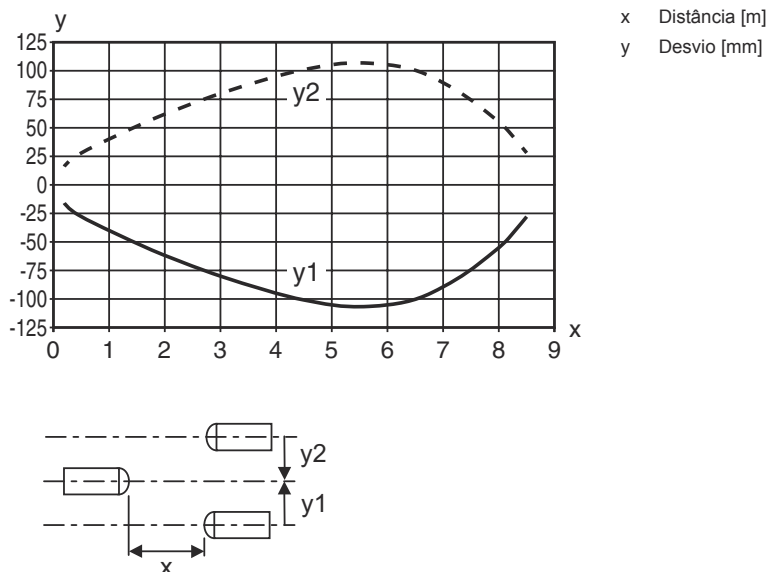 y
x Distância [m]
y Desvio [mm]
125
100
75
50
25
0
-25
-50
-75
-100
-125
y2
y1
0 1 2 3 4 5 6 7 8 9
x
y2
y1
x